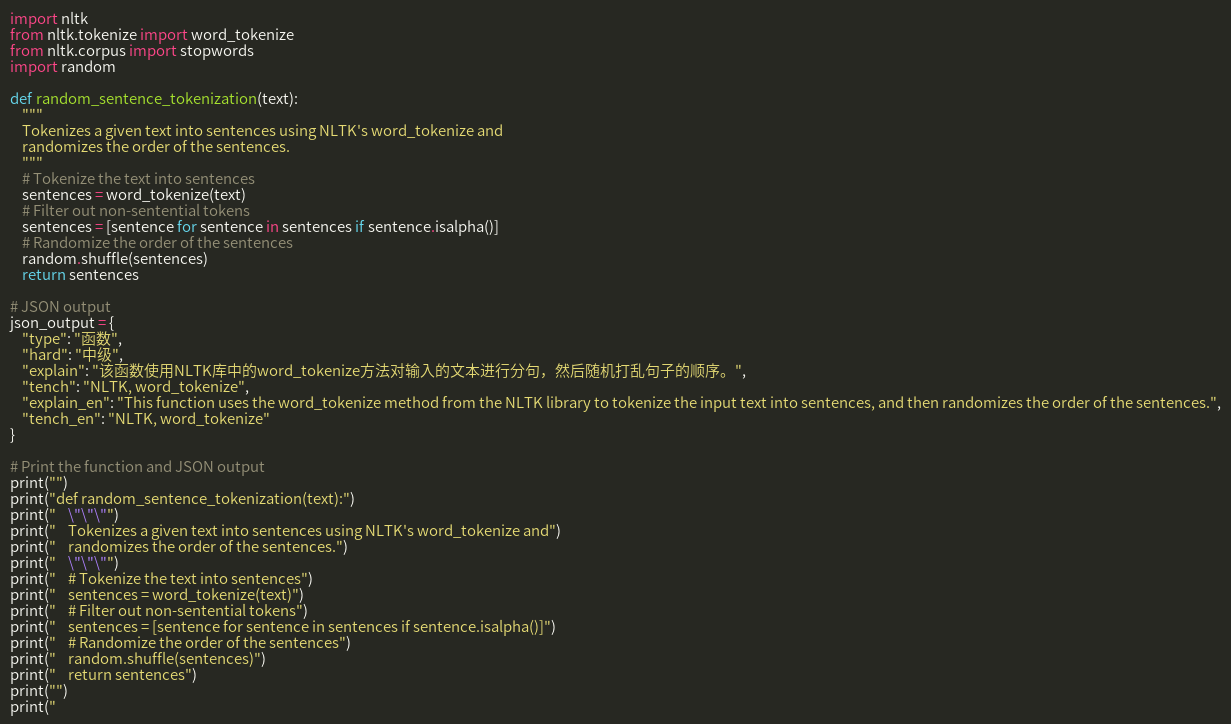 import nltk
from nltk.tokenize import word_tokenize
from nltk.corpus import stopwords
import random

def random_sentence_tokenization(text):
    """
    Tokenizes a given text into sentences using NLTK's word_tokenize and
    randomizes the order of the sentences.
    """
    # Tokenize the text into sentences
    sentences = word_tokenize(text)
    # Filter out non-sentential tokens
    sentences = [sentence for sentence in sentences if sentence.isalpha()]
    # Randomize the order of the sentences
    random.shuffle(sentences)
    return sentences

# JSON output
json_output = {
    "type": "函数",
    "hard": "中级",
    "explain": "该函数使用NLTK库中的word_tokenize方法对输入的文本进行分句，然后随机打乱句子的顺序。",
    "tench": "NLTK, word_tokenize",
    "explain_en": "This function uses the word_tokenize method from the NLTK library to tokenize the input text into sentences, and then randomizes the order of the sentences.",
    "tench_en": "NLTK, word_tokenize"
}

# Print the function and JSON output
print("")
print("def random_sentence_tokenization(text):")
print("    \"\"\"")
print("    Tokenizes a given text into sentences using NLTK's word_tokenize and")
print("    randomizes the order of the sentences.")
print("    \"\"\"")
print("    # Tokenize the text into sentences")
print("    sentences = word_tokenize(text)")
print("    # Filter out non-sentential tokens")
print("    sentences = [sentence for sentence in sentences if sentence.isalpha()]")
print("    # Randomize the order of the sentences")
print("    random.shuffle(sentences)")
print("    return sentences")
print("")
print("